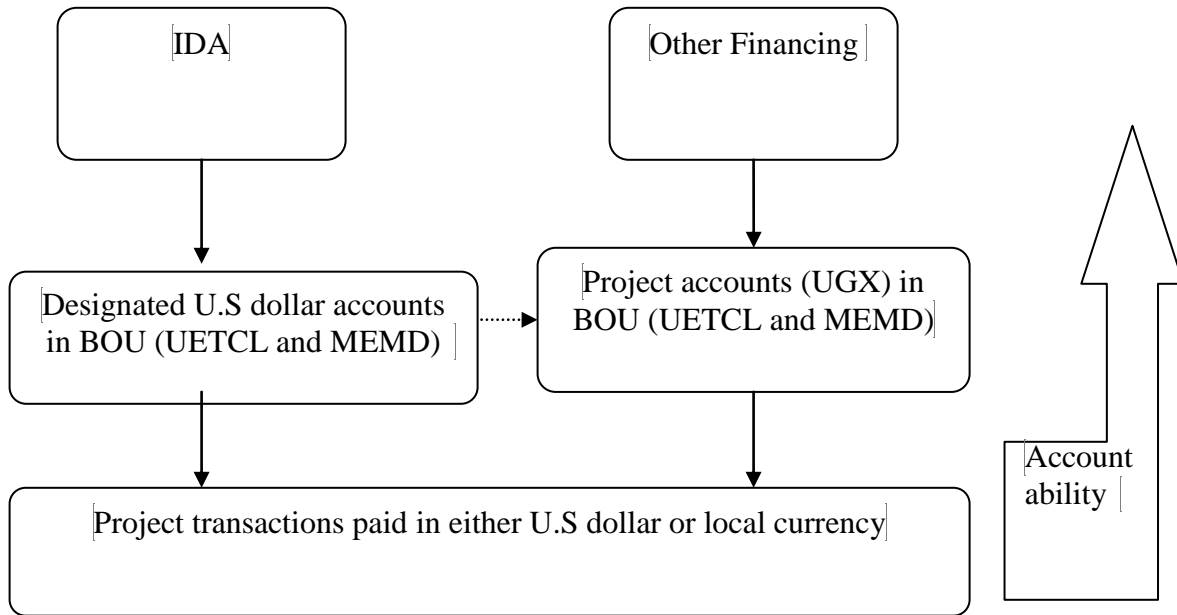 IDA
Other Financing
Designated U.S dollar accounts
in BOU (UETCL and MEMD)
Project accounts (UGX) in
BOU (UETCL and MEMD)
Project transactions paid in either U.S dollar or local currency
Account
ability